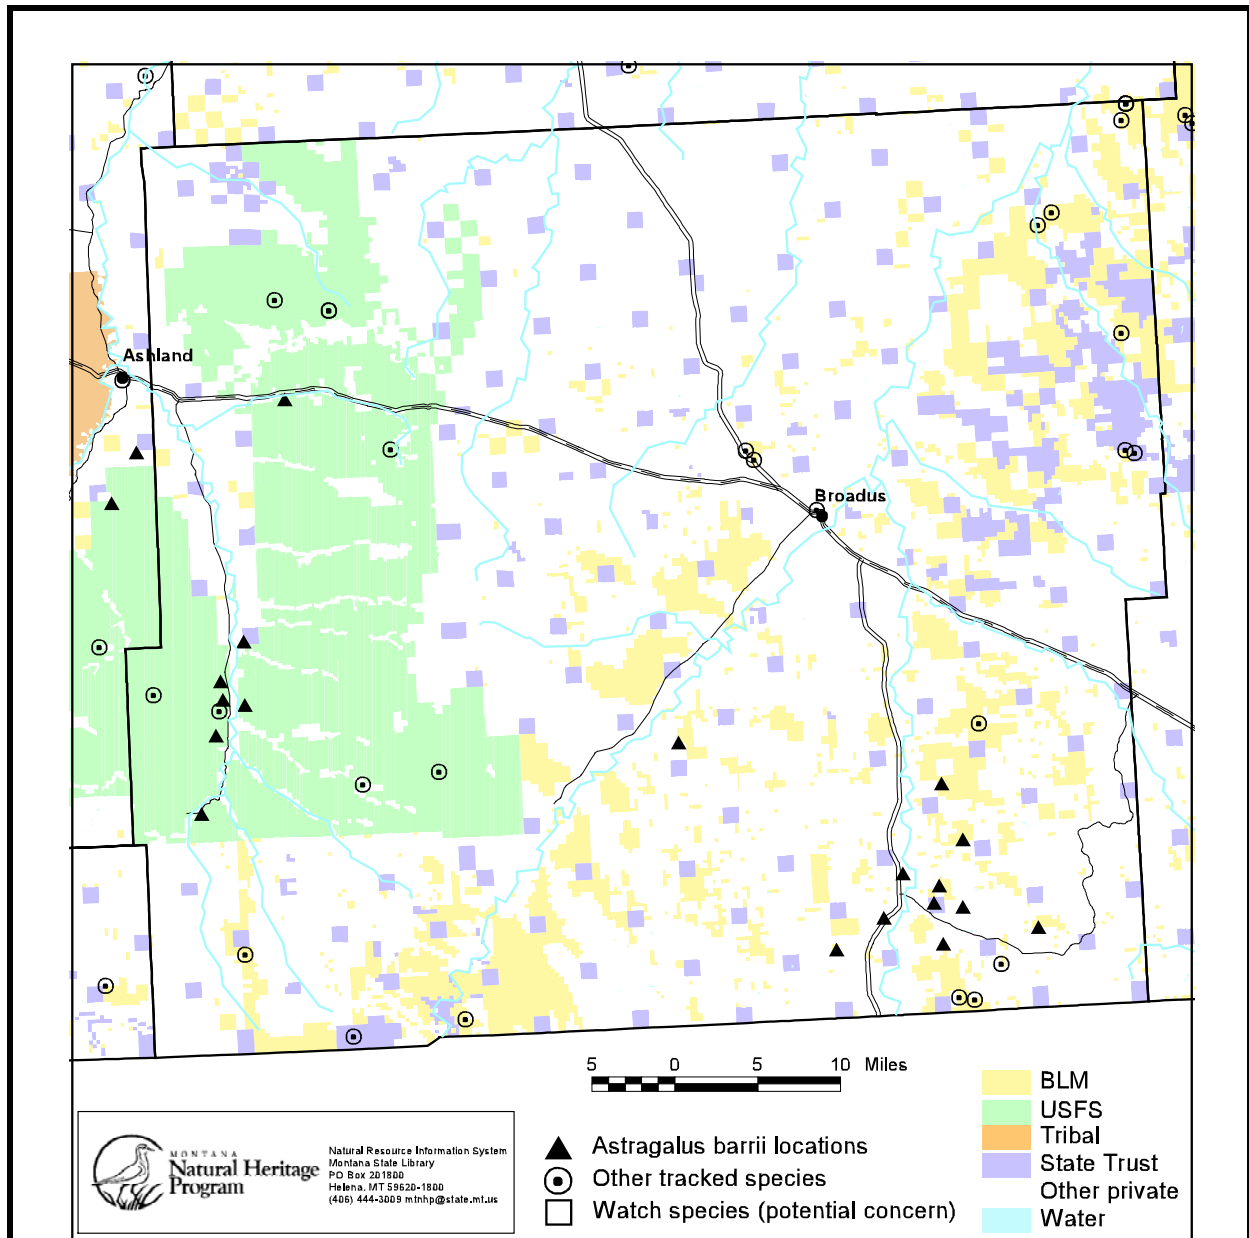 Ashland
Broadus
5 0 5 10 Miles
BLM
USFS
Tribal
State Trust
Other private
Water
Astragalus barrii locations
Other tracked species
Watch species (potential concern)
MONTANA
Natural Heritage
Program
Natural Resource Information System
Montana State Library
PO Box 201800
Helena, MT 59620-1800
(406) 444-3009 mtnhp@state.mt.us